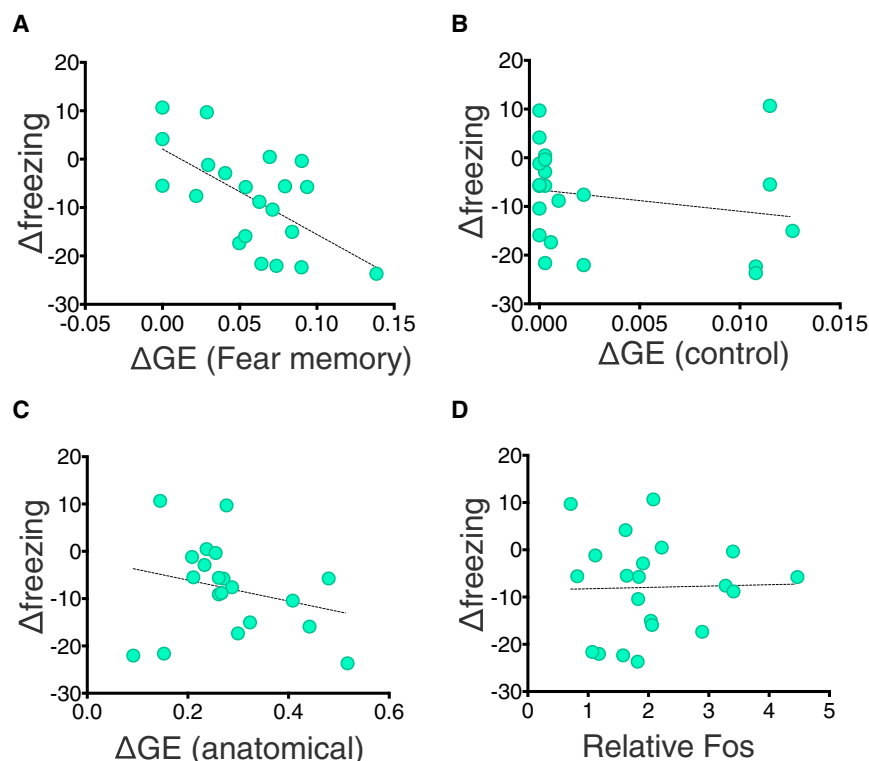 A
20
10
0
-10
-20
-30
Δfreezing
-0.05 0.00 0.05 0.10 0.15
ΔGE (Fear memory)
B
20
10
0
-10
-20
-30
Δfreezing
0.000 0.005 0.010 0.015
ΔGE (control)
C
20
10
0
-10
-20
-30
Δfreezing
0.0 0.2 0.4 0.6
ΔGE (anatomical)
D
20
10
0
-10
-20
-30
Δfreezing
0 1 2 3 4 5
Relative Fos